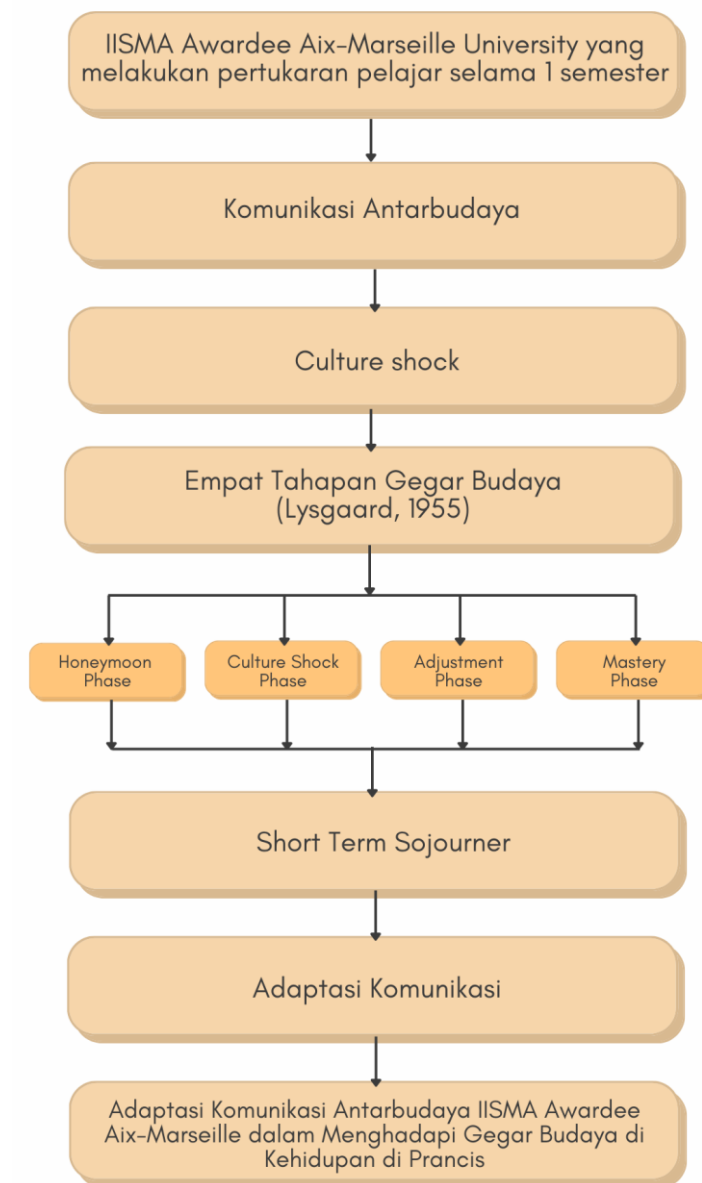 IISMA Awardee Aix-Marseille University yang
melakukan pertukaran pelajar selama 1 semester
Komunikasi Antarbudaya
Culture shock
Empat Tahapan Gegar Budaya
(Lysgaard, 1955)
Honeymoon
Phase
Culture Shock
Phase
Adjustment
Phase
Mastery
Phase
Short Term Sojourner
Adaptasi Komunikasi
Adaptasi Komunikasi Antarbudaya IISMA Awardee
Aix-Marseille dalam Menghadapi Gegar Budaya di
Kehidupan di Prancis